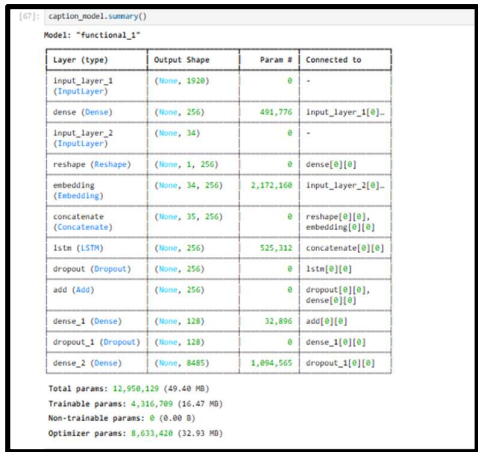 [67]: caption_model.summary()
Model: "functional_1"
Layer (type) Output Shape Param # Connected to
input_layer_1 (None, 1920) 0 -
(InputLayer)
dense (Dense) (None, 256) 491,776 input_layer_1[0]…
input_layer_2 (None, 34) 0 -
(InputLayer)
reshape (Reshape) (None, 1, 256) 0 dense[0][0]
embedding (None, 34, 256) 2,172,160 input_layer_2[0]…
(Embedding)
concatenate (None, 35, 256) 0 reshape[0][0],
(Concatenate) embedding[0][0]
lstm (LSTM) (None, 256) 525,312 concatenate[0][0]
dropout (Dropout) (None, 256) 0 lstm[0][0]
add (Add) (None, 256) 0 dropout[0][0],
dense[0][0]
dense_1 (Dense) (None, 128) 32,896 add[0][0]
dropout_1 (Dropout) (None, 128) 0 dense_1[0][0]
dense_2 (Dense) (None, 8485) 1,094,565 dropout_1[0][0]
Total params: 12,950,129 (49.40 MB)
Trainable params: 4,316,709 (16.47 MB)
Non-trainable params: 0 (0.00 B)
Optimizer params: 8,633,420 (32.93 MB)